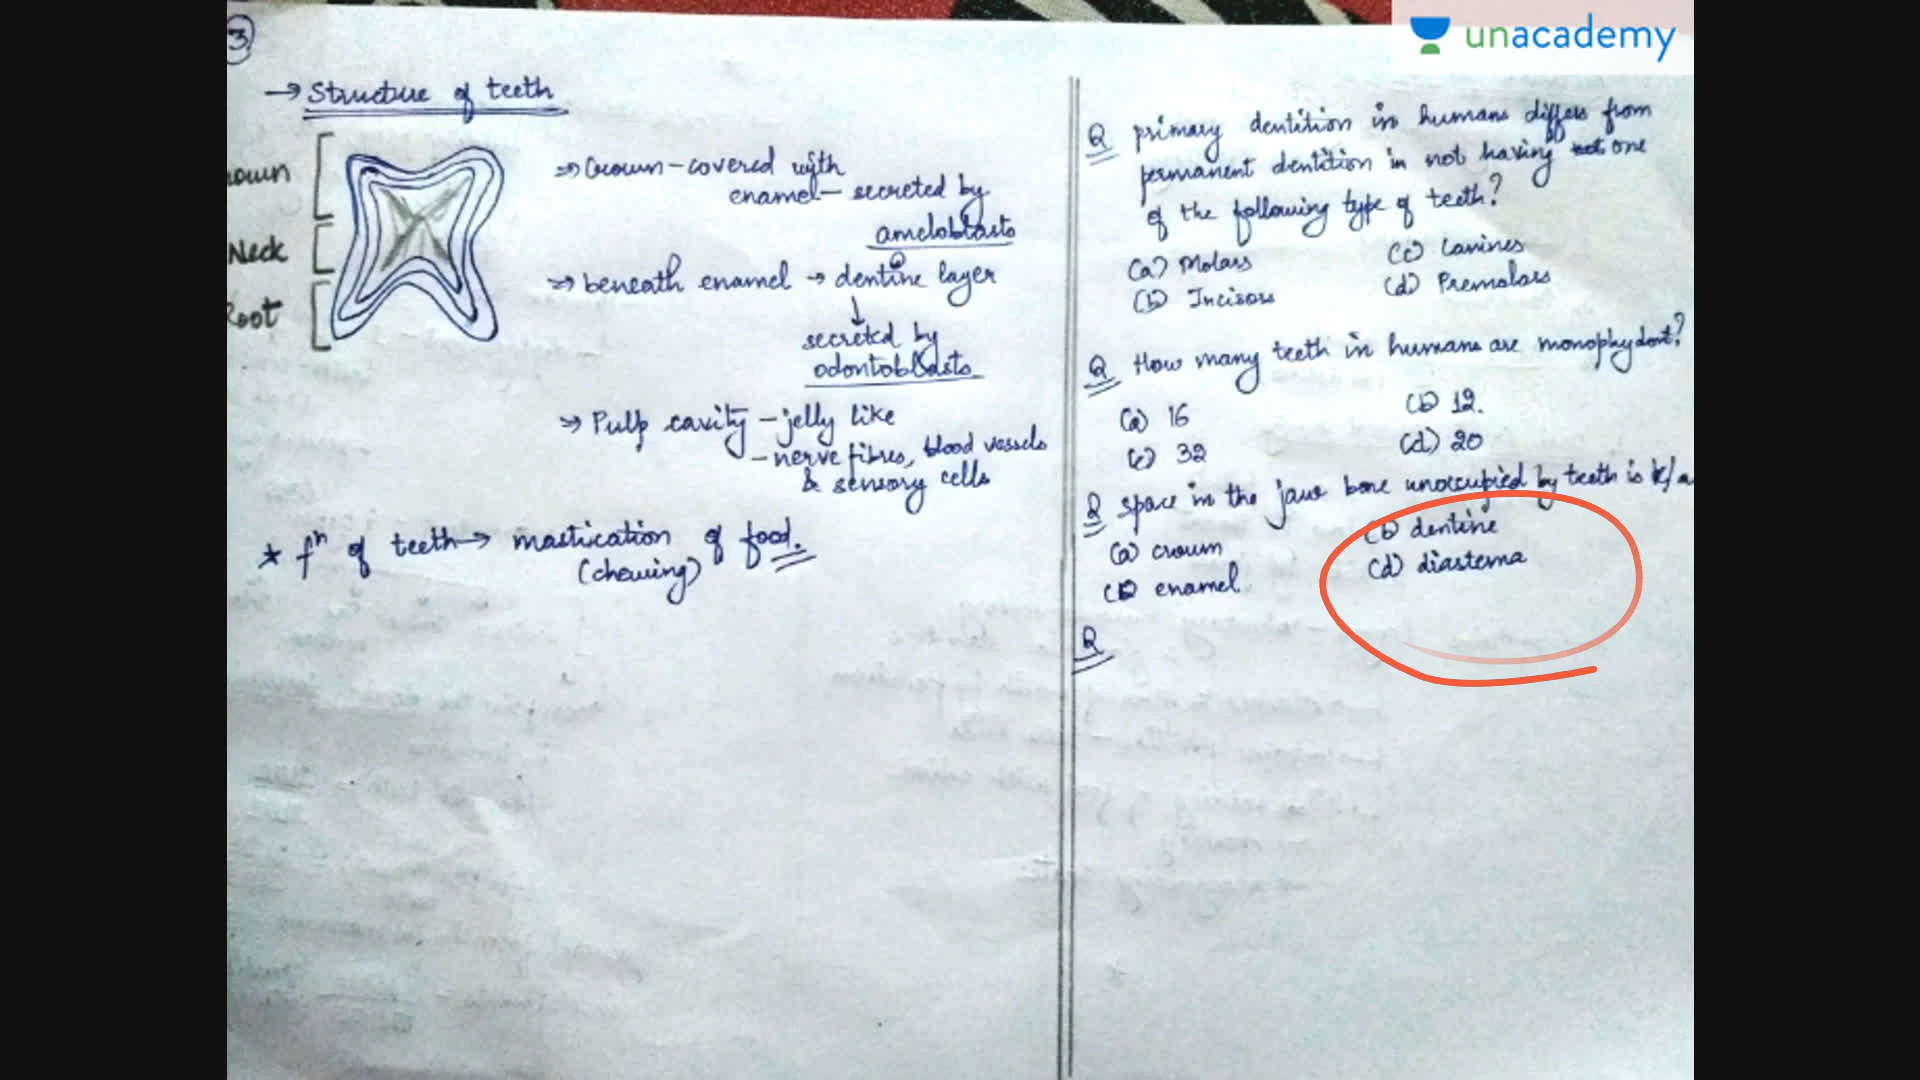 unacademy
3
→ Structure of teeth
rown
Neck
Root
⇒ Crown - covered with
enamel - secreted by
ameloblasts
⇒ beneath enamel → dentine layer
↓
secreted by
odontoblasts
⇒ Pulp cavity - jelly like
- nerve fibres, blood vessels
& sensory cells
* fn of teeth → mastication of food.
(chewing)
Q primary dentition in humans differs from
permanent dentition in not having one
of the following type of teeth?
(a) Molars (c) Canines
(b) Incisors (d) Premolars
Q How many teeth in humans are monophydont?
(a) 16 (b) 12.
(c) 32 (d) 20
Q space in the jaw bone unoccupied by teeth is k/a
(a) crown (b) dentine
(c) enamel (d) diastema
Q